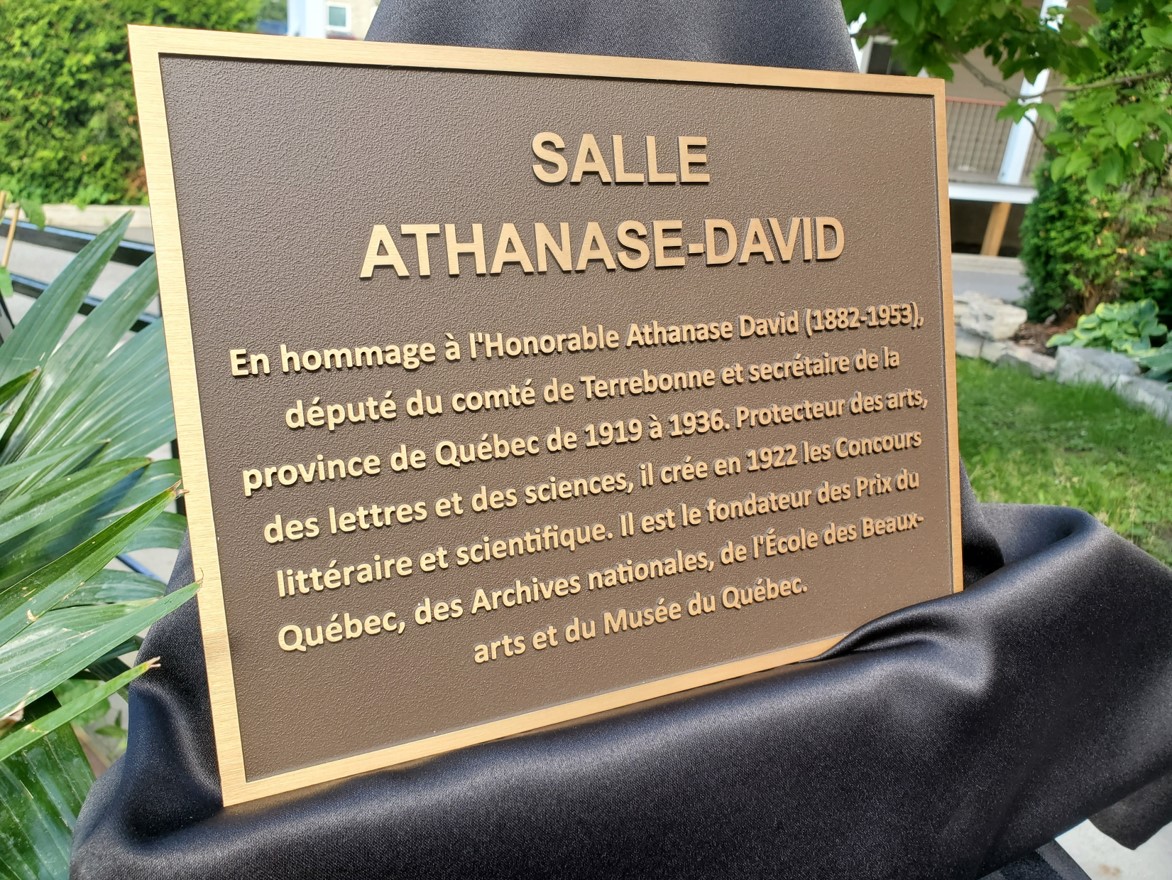 SALLE
ATHANASE-DAVID
En hommage à l'Honorable Athanase David (1882-1953),
député du comté de Terrebonne et secrétaire de la
province de Québec de 1919 à 1936. Protecteur des arts,
des lettres et des sciences, il crée en 1922 les Concours
littéraire et scientifique. Il est le fondateur des Prix du
Québec, des Archives nationales, de l'École des Beaux-
arts et du Musée du Québec.